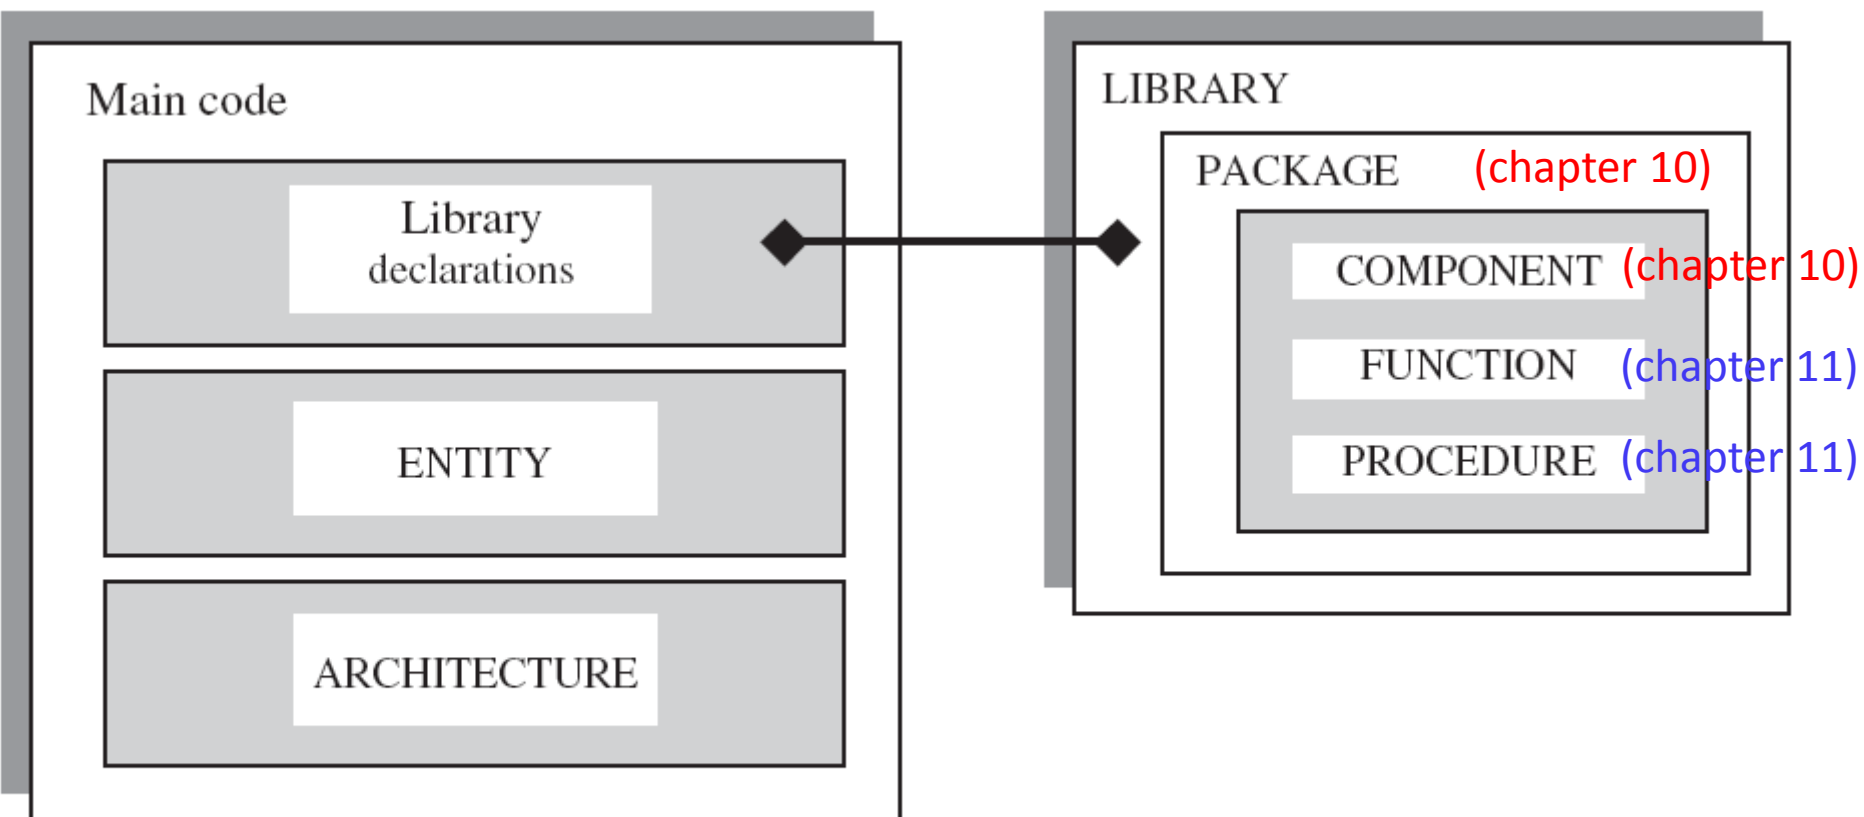 Main code
Library
declarations
ENTITY
ARCHITECTURE
LIBRARY
PACKAGE (chapter 10)
COMPONENT (chapter 10)
FUNCTION (chapter 11)
PROCEDURE (chapter 11)